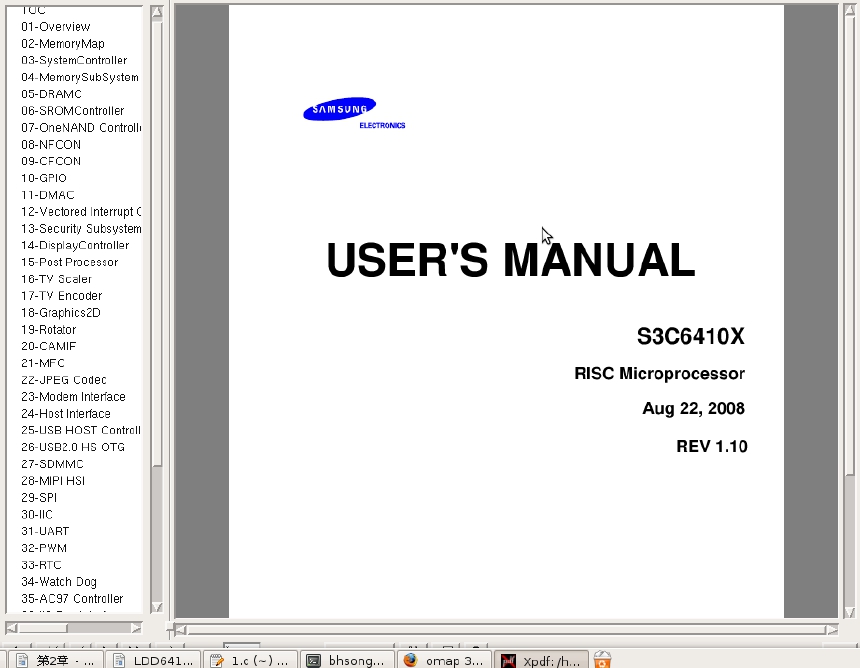 TOC
01-Overview
02-MemoryMap
03-SystemController
04-MemorySubSystem
05-DRAMC
06-SROMController
07-OneNAND Controll
08-NFCON
09-CFCON
10-GPIO
11-DMAC
12-Vectored Interrupt C
13-Security Subsystem
14-DisplayController
15-Post Processor
16-TV Scaler
17-TV Encoder
18-Graphics2D
19-Rotator
20-CAMIF
21-MFC
22-JPEG Codec
23-Modem Interface
24-Host Interface
25-USB HOST Controll
26-USB2.0 HS OTG
27-SDMMC
28-MIPI HSI
29-SPI
30-IIC
31-UART
32-PWM
33-RTC
34-Watch Dog
35-AC97 Controller
SAMSUNG
ELECTRONICS
USER'S MANUAL
S3C6410X
RISC Microprocessor
Aug 22, 2008
REV 1.10
第2章 - ...
LDD641...
1.c (~) ...
bhsong...
omap 3...
Xpdf: /h...